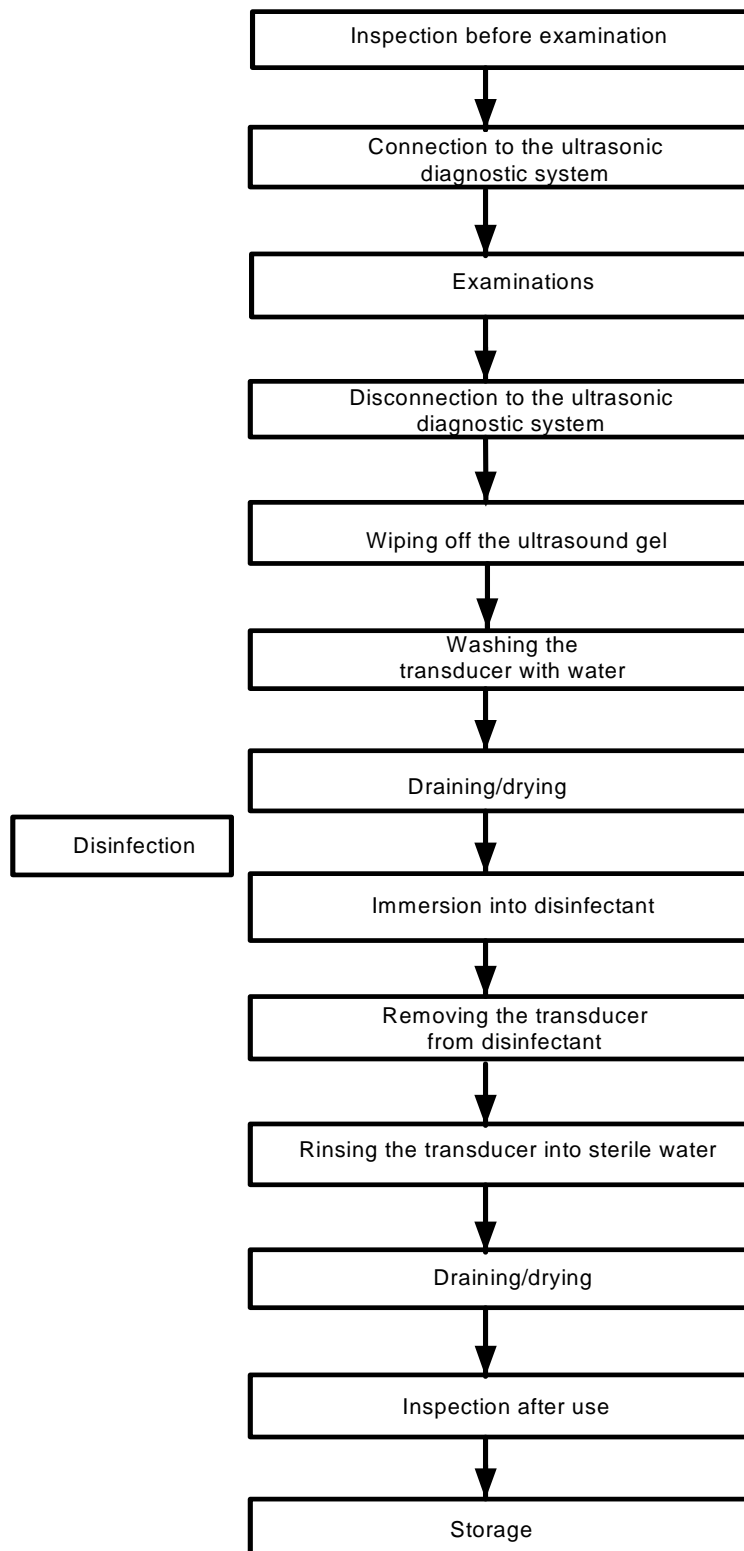 Inspection before examination
Connection to the ultrasonic
diagnostic system
Examinations
Disconnection to the ultrasonic
diagnostic system
Wiping off the ultrasound gel
Washing the
transducer with water
Draining/drying
Disinfection
Immersion into disinfectant
Removing the transducer
from disinfectant
Rinsing the transducer into sterile water
Draining/drying
Inspection after use
Storage